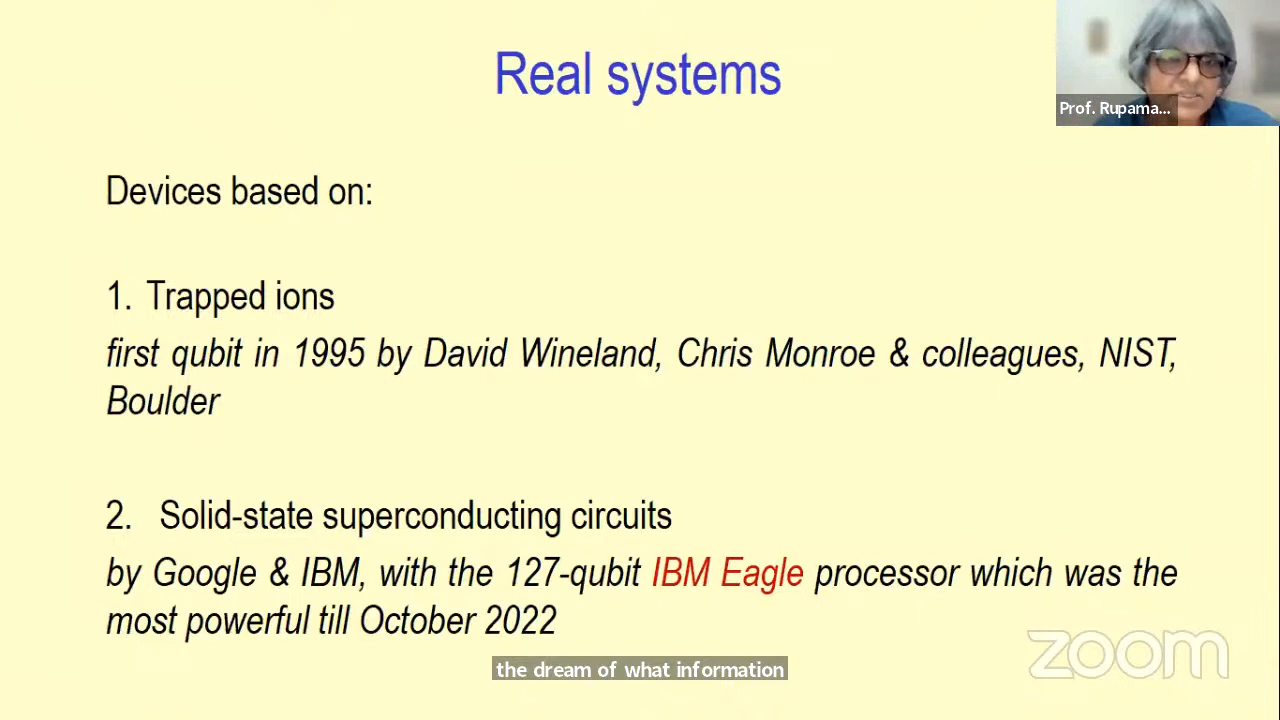 Real systems
Prof. Rupama...
Devices based on:
1. Trapped ions
first qubit in 1995 by David Wineland, Chris Monroe & colleagues, NIST,
Boulder
2. Solid-state superconducting circuits
by Google & IBM, with the 127-qubit IBM Eagle processor which was the
most powerful till October 2022
zoom
the dream of what information